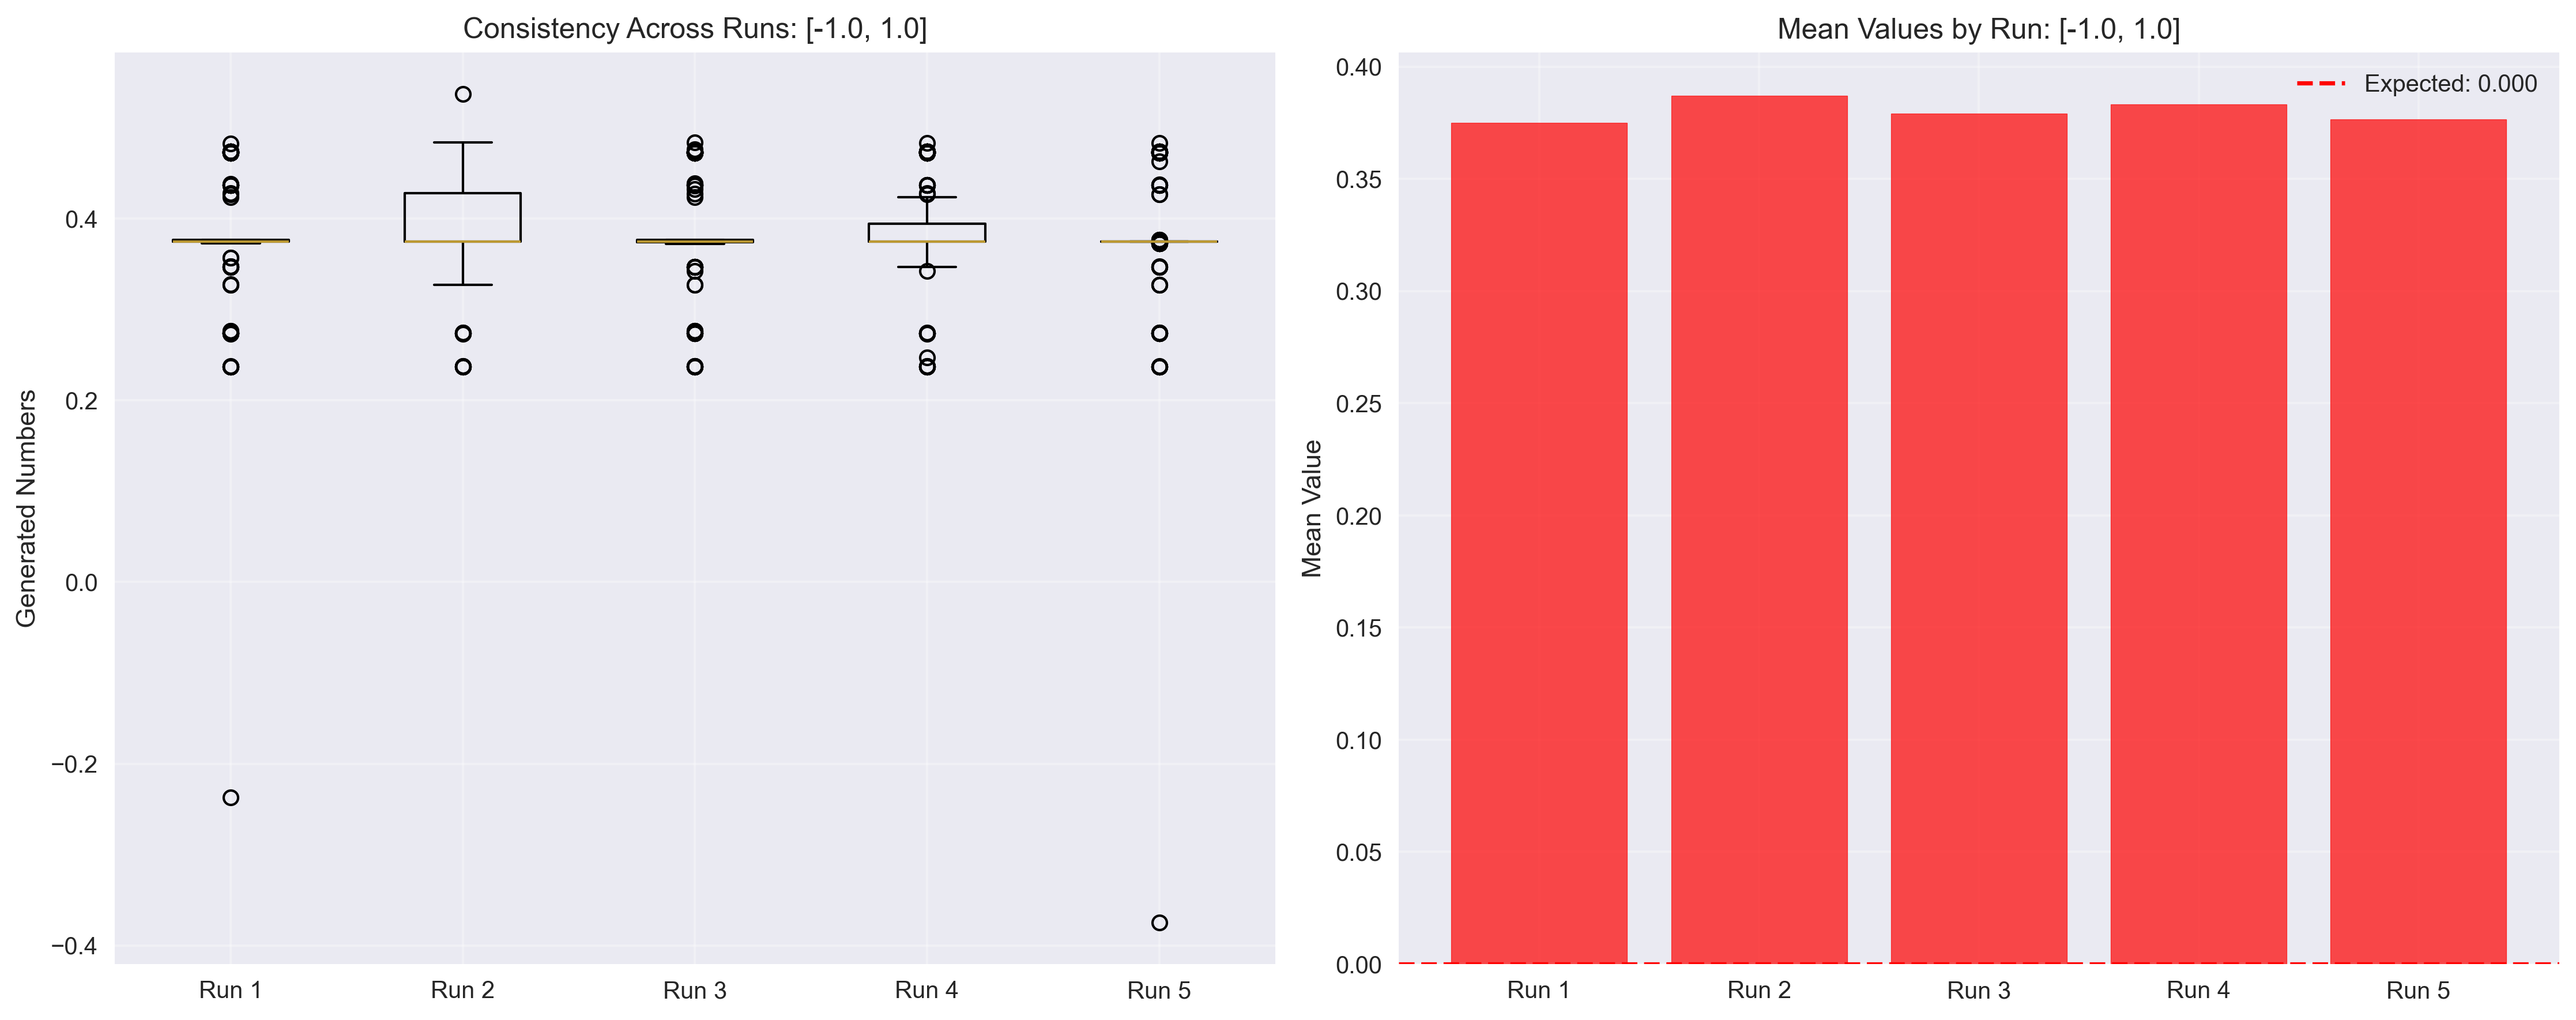 Consistency Across Runs: [-1.0, 1.0]
Generated Numbers
0.4
0.2
0.0
−0.2
−0.4
Run 1
Run 2
Run 3
Run 4
Run 5
Mean Values by Run: [-1.0, 1.0]
Expected: 0.000
Mean Value
0.40
0.35
0.30
0.25
0.20
0.15
0.10
0.05
0.00
Run 1
Run 2
Run 3
Run 4
Run 5